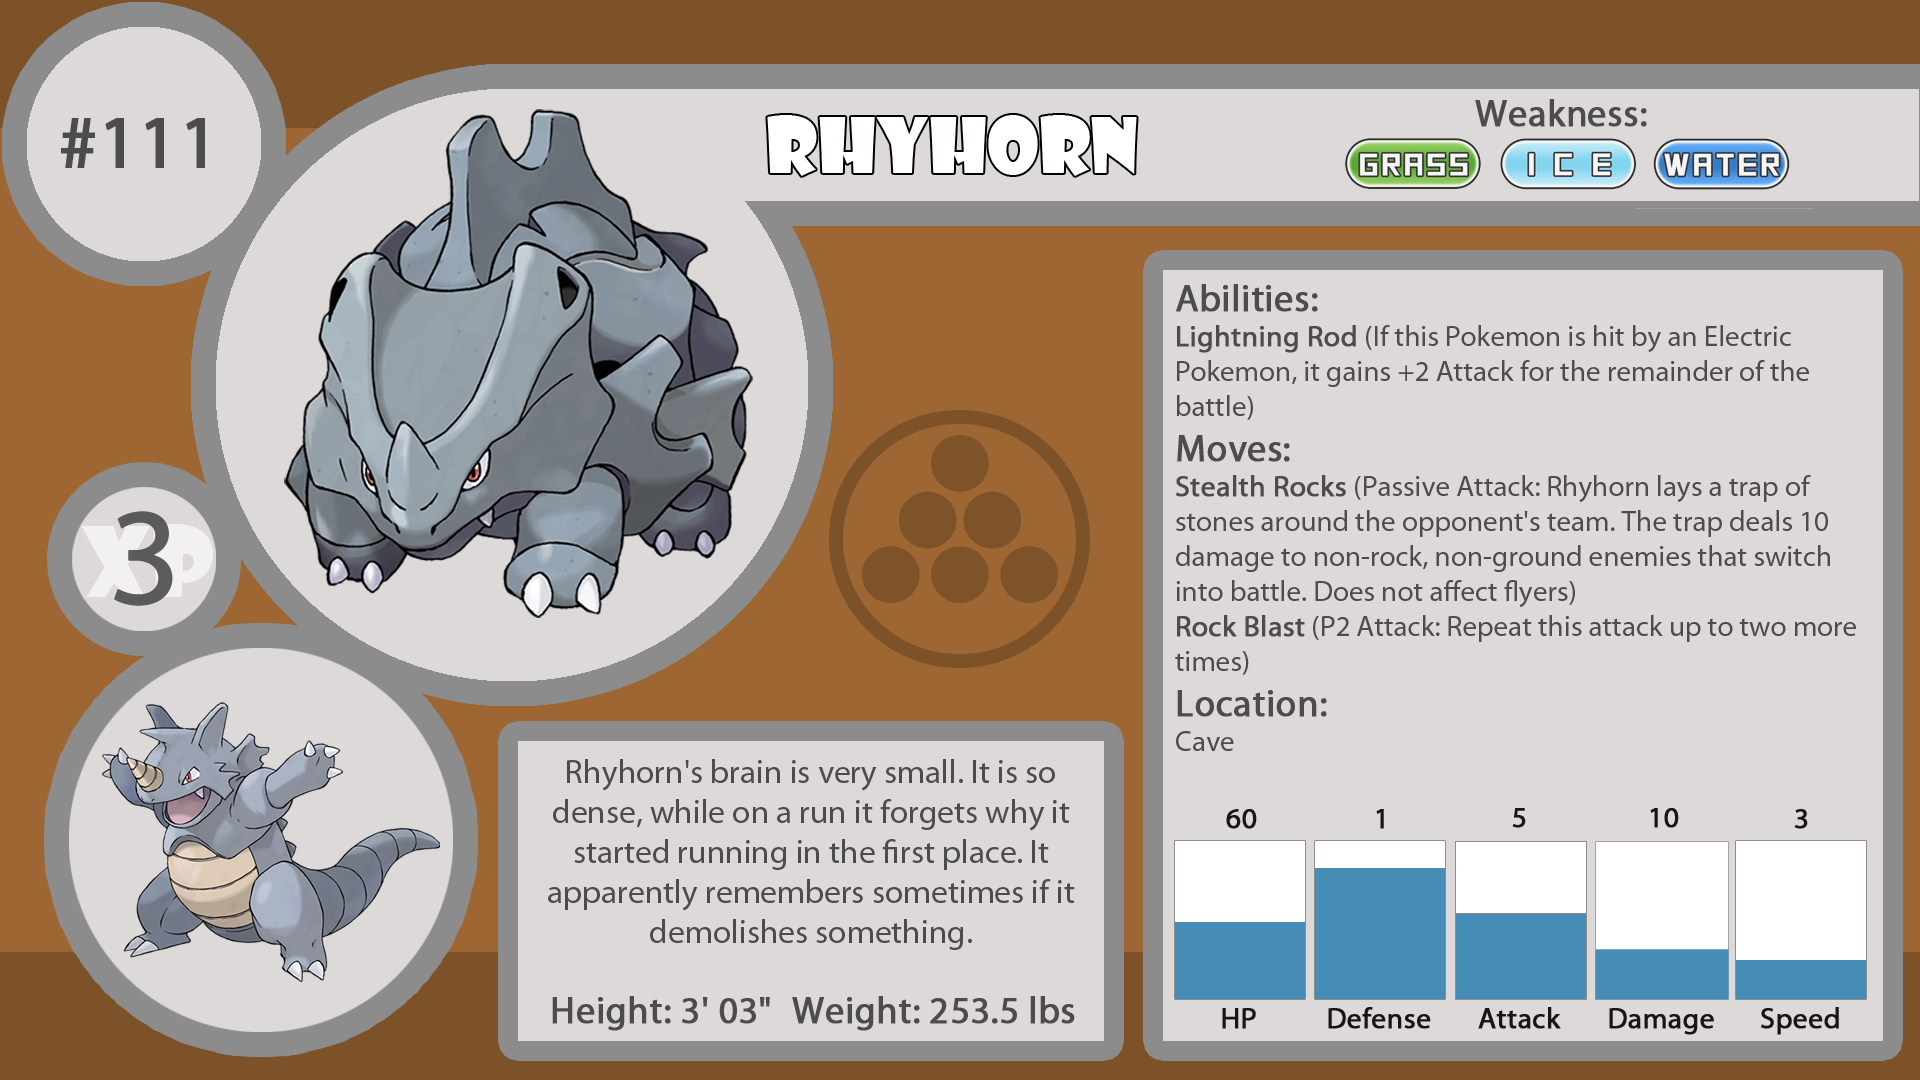 #111
RHYHORN
Weakness:
GRASS ICE WATER
XP
3
Abilities:
Lightning Rod (If this Pokemon is hit by an Electric
Pokemon, it gains +2 Attack for the remainder of the
battle)
Moves:
Stealth Rocks (Passive Attack: Rhyhorn lays a trap of
stones around the opponent's team. The trap deals 10
damage to non-rock, non-ground enemies that switch
into battle. Does not affect flyers)
Rock Blast (P2 Attack: Repeat this attack up to two more
times)
Location:
Cave
60 1 5 10 3
HP Defense Attack Damage Speed
Rhyhorn's brain is very small. It is so
dense, while on a run it forgets why it
started running in the first place. It
apparently remembers sometimes if it
demolishes something.
Height: 3' 03" Weight: 253.5 lbs